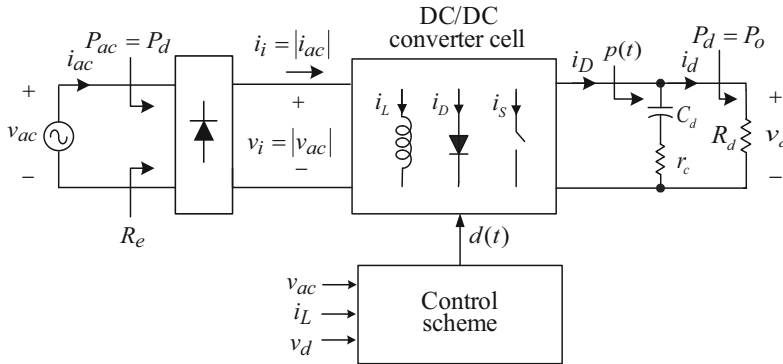 DC/DC
converter cell
P_ac = P_d
i_ac
i_i = |i_ac|
i_D
p(t)
i_d
P_d = P_o
+
v_ac
−
+
v_i = |v_ac|
−
i_L
i_D
i_S
C_d
r_c
R_d
+
−
R_e
d(t)
v_ac
i_L
v_d
Control
scheme